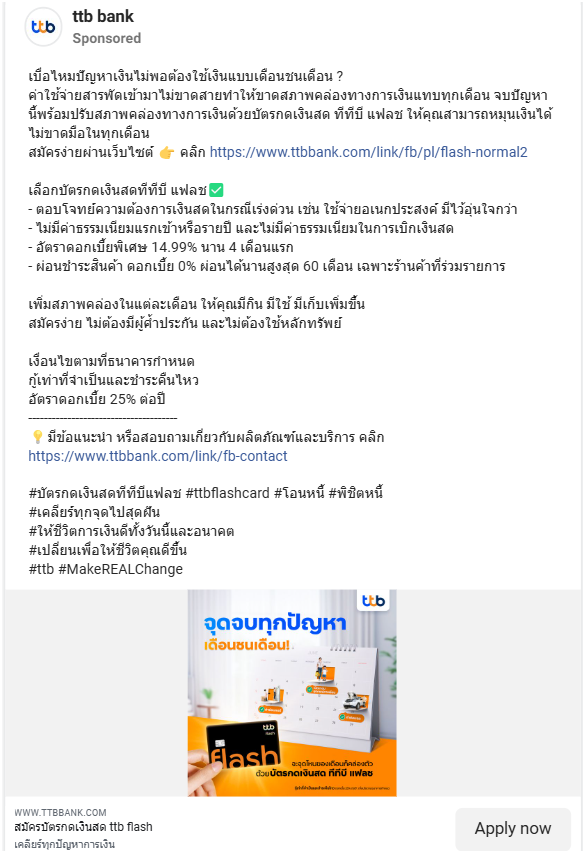 ttb
ttb bank
Sponsored
เบื่อไหมปัญหาเงินไม่พอต้องใช้เงินแบบเดือนชนเดือน ?
ค่าใช้จ่ายสารพัดเข้ามาไม่ขาดสายทำให้ขาดสภาพคล่องทางการเงินแทบทุกเดือน จบปัญหา
นี้พร้อมปรับสภาพคล่องทางการเงินด้วยบัตรกดเงินสด ทีทีบี แฟลช ให้คุณสามารถหมุนเงินได้
ไม่ขาดมือในทุกเดือน
สมัครง่ายผ่านเว็บไซต์ 👉 คลิก https://www.ttbbank.com/link/fb/pl/flash-normal2
เลือกบัตรกดเงินสดทีทีบี แฟลช✅
- ตอบโจทย์ความต้องการเงินสดในกรณีเร่งด่วน เช่น ใช้จ่ายอเนกประสงค์ มีไว้อุ่นใจกว่า
- ไม่มีค่าธรรมเนียมแรกเข้าหรือรายปี และไม่มีค่าธรรมเนียมในการเบิกเงินสด
- อัตราดอกเบี้ยพิเศษ 14.99% นาน 4 เดือนแรก
- ผ่อนชำระสินค้า ดอกเบี้ย 0% ผ่อนได้นานสูงสุด 60 เดือน เฉพาะร้านค้าที่ร่วมรายการ
เพิ่มสภาพคล่องในแต่ละเดือน ให้คุณมีกิน มีใช้ มีเก็บเพิ่มขึ้น
สมัครง่าย ไม่ต้องมีผู้ค้ำประกัน และไม่ต้องใช้หลักทรัพย์
เงื่อนไขตามที่ธนาคารกำหนด
กู้เท่าที่จำเป็นและชำระคืนไหว
อัตราดอกเบี้ย 25% ต่อปี
--------------------------------------
💡มีข้อแนะนำ หรือสอบถามเกี่ยวกับผลิตภัณฑ์และบริการ คลิก
https://www.ttbbank.com/link/fb-contact
#บัตรกดเงินสดทีทีบีแฟลช #ttbflashcard #โอนหนี้ #พิชิตหนี้
#เคลียร์ทุกจุดไปสุดฝัน
#ให้ชีวิตการเงินดีทั้งวันนี้และอนาคต
#เปลี่ยนเพื่อให้ชีวิตคุณดีขึ้น
#ttb #MakeREALChange
ttb
จุดจบทุกปัญหา
เดือนชนเดือน!
ttb
flash
flash
จะจุดไหนของเดือนก็คล่องตัว
ด้วยบัตรกดเงินสด ทีทีบี แฟลช
WWW.TTBBANK.COM
สมัครบัตรกดเงินสด ttb flash
เคลียร์ทุกปัญหาการเงิน
Apply now